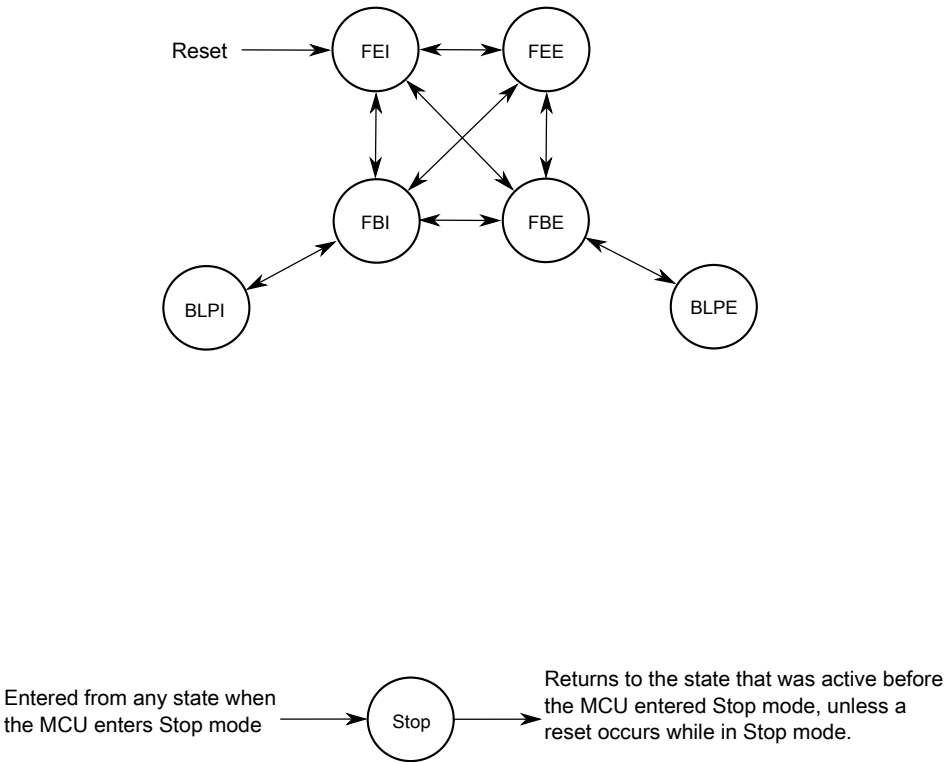 Reset
FEI
FEE
FBI
FBE
BLPI
BLPE
Entered from any state when
the MCU enters Stop mode
Stop
Returns to the state that was active before
the MCU entered Stop mode, unless a
reset occurs while in Stop mode.